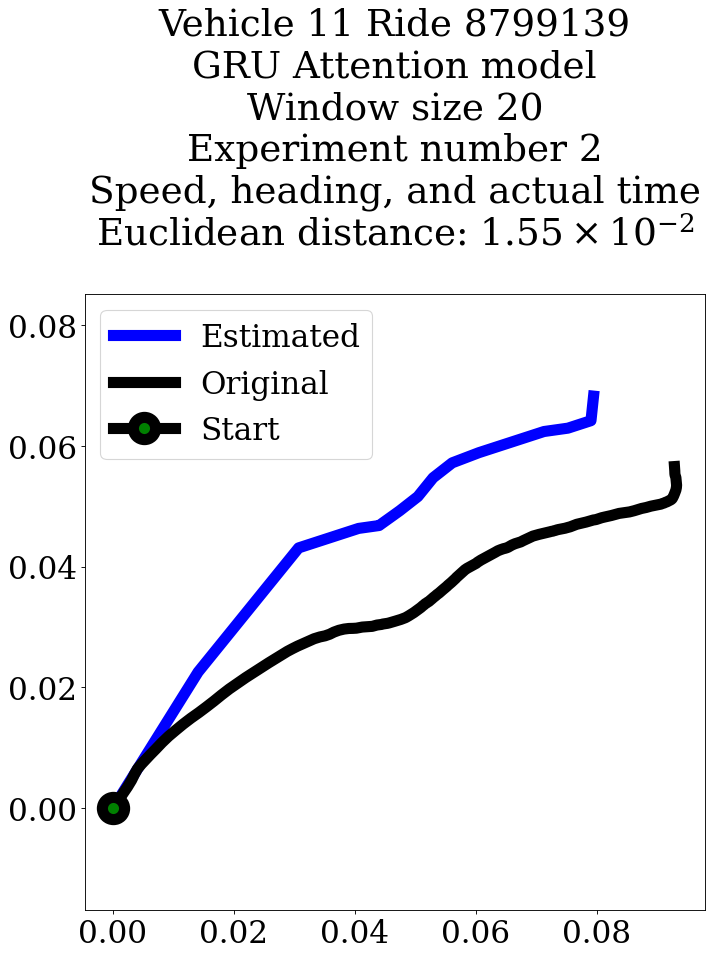 Vehicle 11 Ride 8799139
GRU Attention model
Window size 20
Experiment number 2
Speed, heading, and actual time
Euclidean distance: 1.55 × 10⁻²
Estimated
Original
Start
0.08
0.06
0.04
0.02
0.00
0.00 0.02 0.04 0.06 0.08